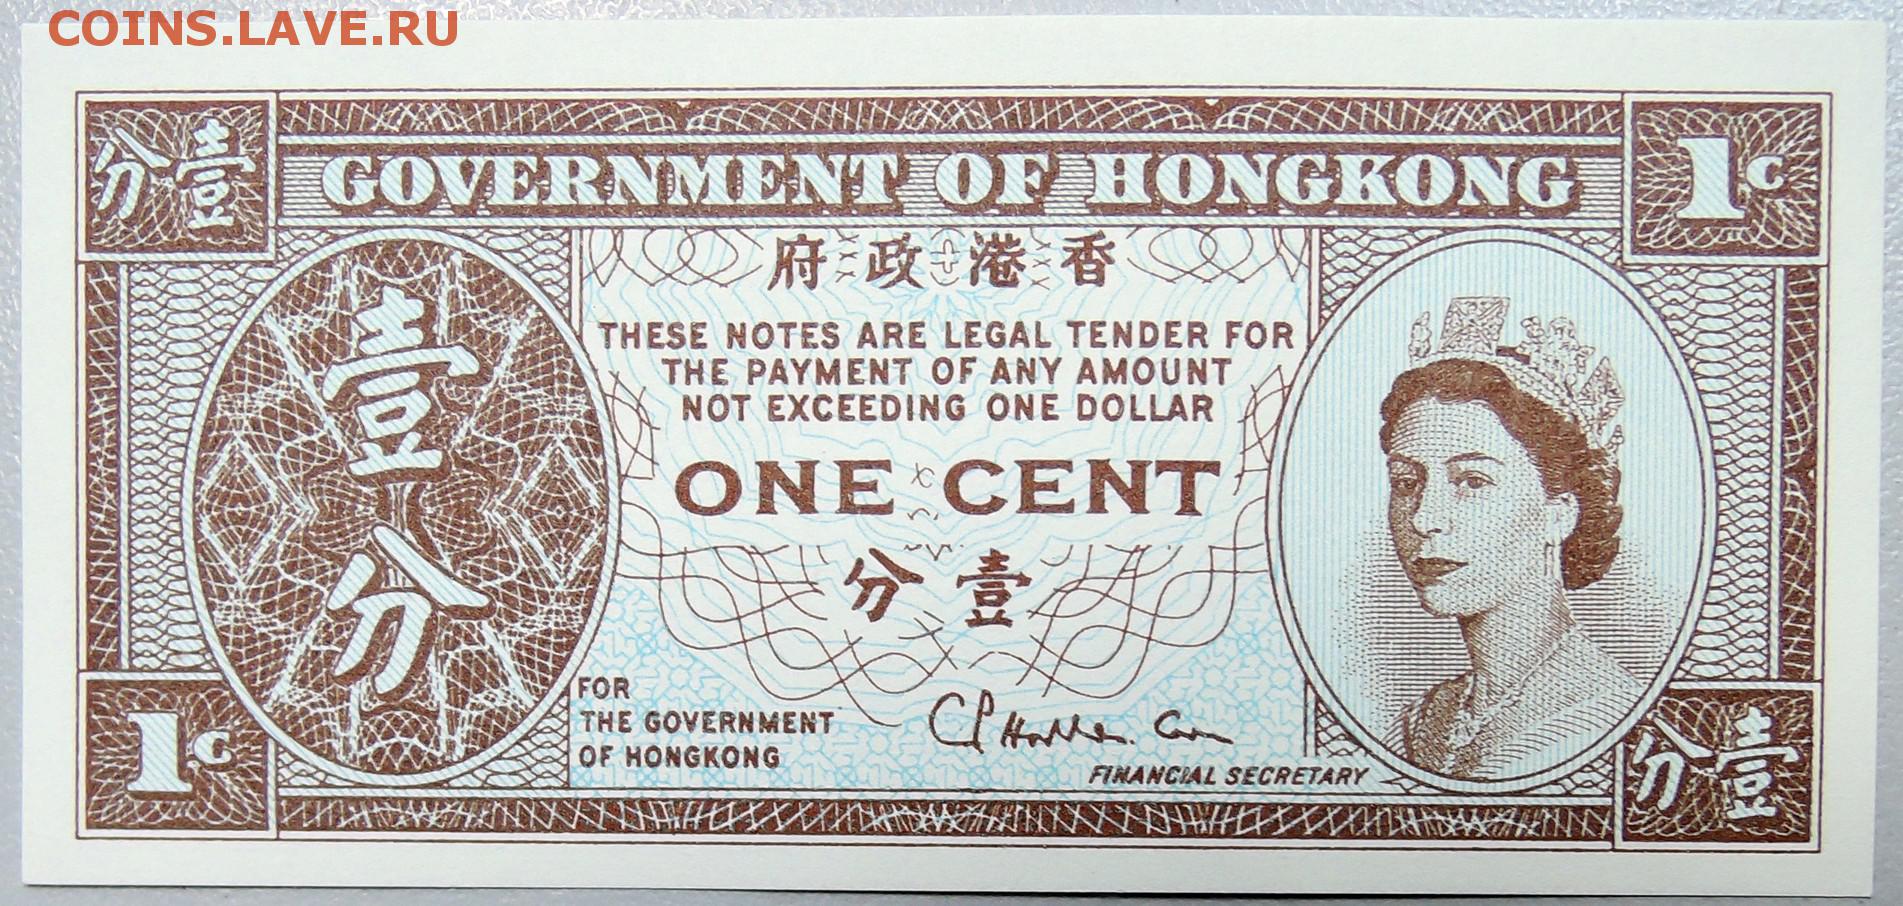 COINS.LAVE.RU
壹分
GOVERNMENT OF HONGKONG
1c
香港政府
壹分
THESE NOTES ARE LEGAL TENDER FOR
THE PAYMENT OF ANY AMOUNT
NOT EXCEEDING ONE DOLLAR
ONE CENT
壹分
FOR
THE GOVERNMENT
OF HONGKONG
FINANCIAL SECRETARY
1c
壹分